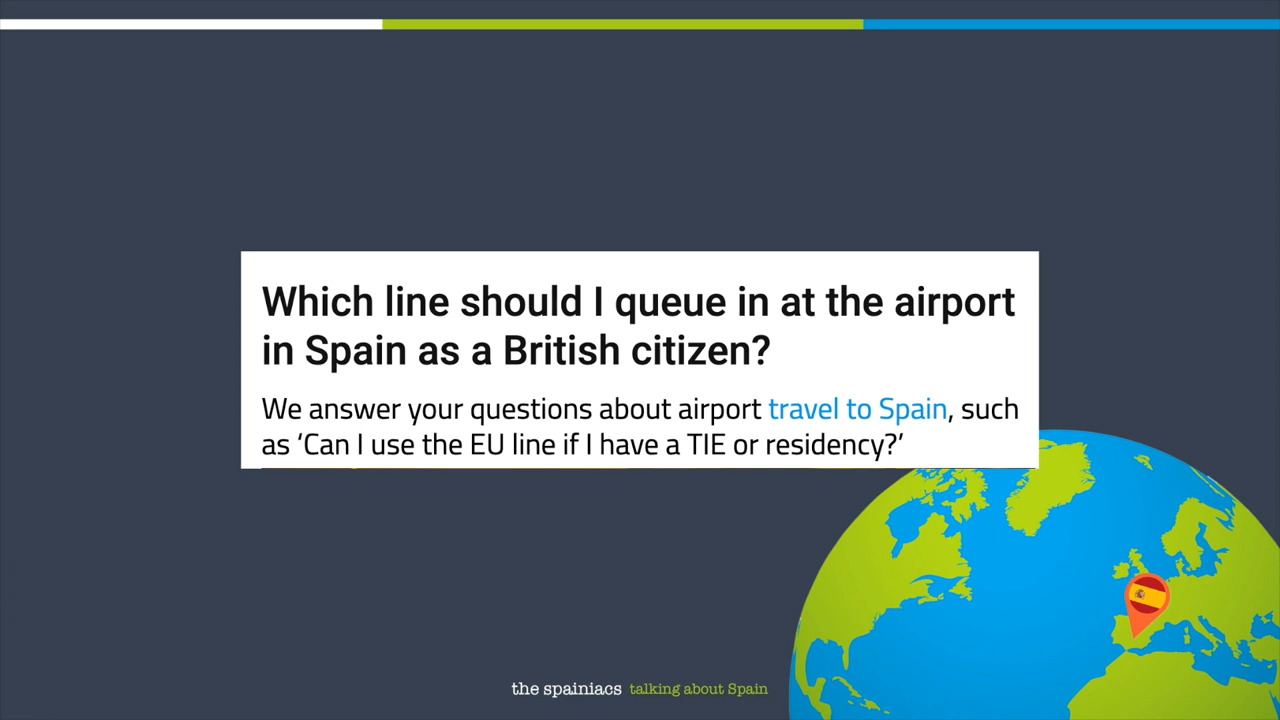 Which line should I queue in at the airport
in Spain as a British citizen?
We answer your questions about airport travel to Spain, such
as ‘Can I use the EU line if I have a TIE or residency?’
the spainiacs talking about Spain